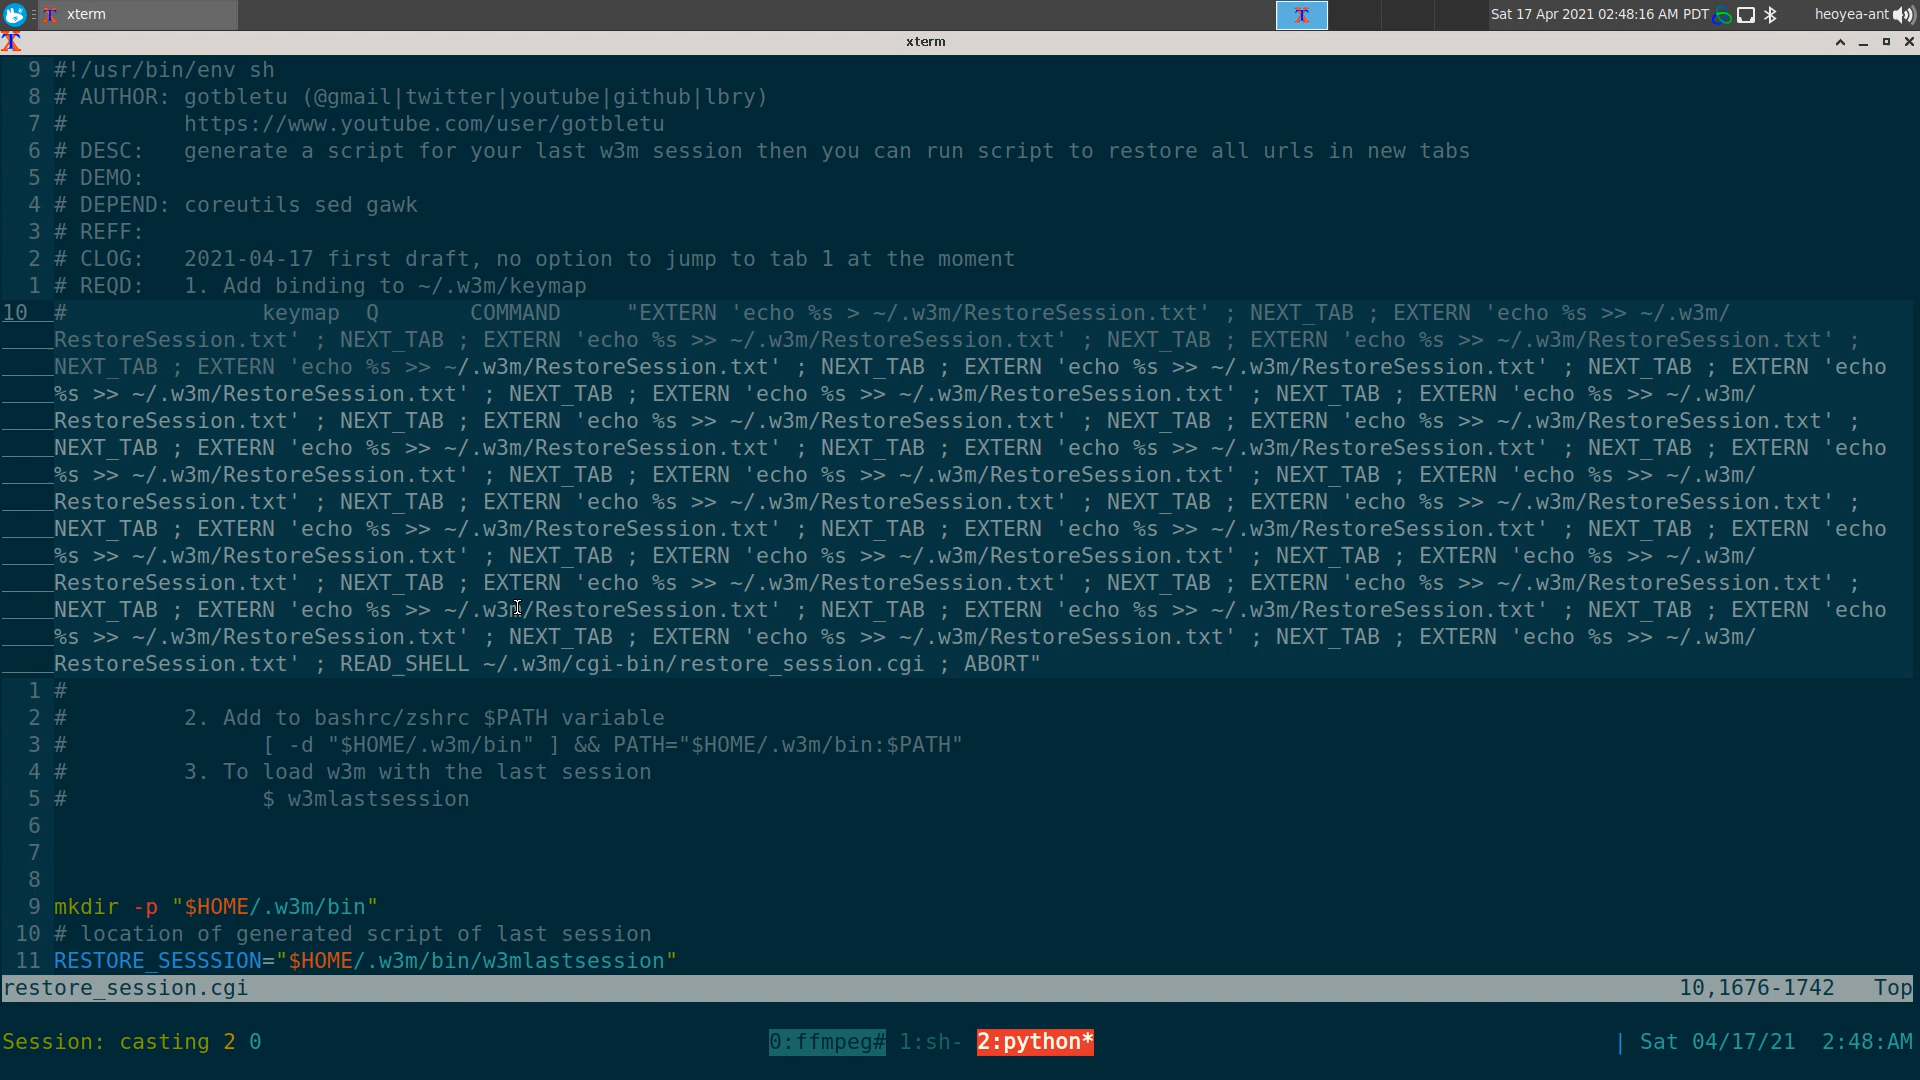 xterm
Sat 17 Apr 2021 02:48:16 AM PDT
heoyea-ant
xterm
9 #!/usr/bin/env sh
8 # AUTHOR: gotbletu (@gmail|twitter|youtube|github|lbry)
7 #         https://www.youtube.com/user/gotbletu
6 # DESC:   generate a script for your last w3m session then you can run script to restore all urls in new tabs
5 # DEMO:
4 # DEPEND: coreutils sed gawk
3 # REFF:
2 # CLOG:   2021-04-17 first draft, no option to jump to tab 1 at the moment
1 # REQD:   1. Add binding to ~/.w3m/keymap
10 #               keymap  Q       COMMAND     "EXTERN 'echo %s > ~/.w3m/RestoreSession.txt' ; NEXT_TAB ; EXTERN 'echo %s >> ~/.w3m/
RestoreSession.txt' ; NEXT_TAB ; EXTERN 'echo %s >> ~/.w3m/RestoreSession.txt' ; NEXT_TAB ; EXTERN 'echo %s >> ~/.w3m/RestoreSession.txt' ;
NEXT_TAB ; EXTERN 'echo %s >> ~/.w3m/RestoreSession.txt' ; NEXT_TAB ; EXTERN 'echo %s >> ~/.w3m/RestoreSession.txt' ; NEXT_TAB ; EXTERN 'echo
%s >> ~/.w3m/RestoreSession.txt' ; NEXT_TAB ; EXTERN 'echo %s >> ~/.w3m/RestoreSession.txt' ; NEXT_TAB ; EXTERN 'echo %s >> ~/.w3m/
RestoreSession.txt' ; NEXT_TAB ; EXTERN 'echo %s >> ~/.w3m/RestoreSession.txt' ; NEXT_TAB ; EXTERN 'echo %s >> ~/.w3m/RestoreSession.txt' ;
NEXT_TAB ; EXTERN 'echo %s >> ~/.w3m/RestoreSession.txt' ; NEXT_TAB ; EXTERN 'echo %s >> ~/.w3m/RestoreSession.txt' ; NEXT_TAB ; EXTERN 'echo
%s >> ~/.w3m/RestoreSession.txt' ; NEXT_TAB ; EXTERN 'echo %s >> ~/.w3m/RestoreSession.txt' ; NEXT_TAB ; EXTERN 'echo %s >> ~/.w3m/
RestoreSession.txt' ; NEXT_TAB ; EXTERN 'echo %s >> ~/.w3m/RestoreSession.txt' ; NEXT_TAB ; EXTERN 'echo %s >> ~/.w3m/RestoreSession.txt' ;
NEXT_TAB ; EXTERN 'echo %s >> ~/.w3m/RestoreSession.txt' ; NEXT_TAB ; EXTERN 'echo %s >> ~/.w3m/RestoreSession.txt' ; NEXT_TAB ; EXTERN 'echo
%s >> ~/.w3m/RestoreSession.txt' ; NEXT_TAB ; EXTERN 'echo %s >> ~/.w3m/RestoreSession.txt' ; NEXT_TAB ; EXTERN 'echo %s >> ~/.w3m/
RestoreSession.txt' ; NEXT_TAB ; EXTERN 'echo %s >> ~/.w3m/RestoreSession.txt' ; NEXT_TAB ; EXTERN 'echo %s >> ~/.w3m/RestoreSession.txt' ;
NEXT_TAB ; EXTERN 'echo %s >> ~/.w3m/RestoreSession.txt' ; NEXT_TAB ; EXTERN 'echo %s >> ~/.w3m/RestoreSession.txt' ; NEXT_TAB ; EXTERN 'echo
%s >> ~/.w3m/RestoreSession.txt' ; NEXT_TAB ; EXTERN 'echo %s >> ~/.w3m/RestoreSession.txt' ; NEXT_TAB ; EXTERN 'echo %s >> ~/.w3m/
RestoreSession.txt' ; READ_SHELL ~/.w3m/cgi-bin/restore_session.cgi ; ABORT"
1 #
2 #         2. Add to bashrc/zshrc $PATH variable
3 #               [ -d "$HOME/.w3m/bin" ] && PATH="$HOME/.w3m/bin:$PATH"
4 #         3. To load w3m with the last session
5 #               $ w3mlastsession
6
7
8
9 mkdir -p "$HOME/.w3m/bin"
10 # location of generated script of last session
11 RESTORE_SESSSION="$HOME/.w3m/bin/w3mlastsession"
restore_session.cgi 10,1676-1742 Top
Session: casting 2 0 0:ffmpeg# 1:sh- 2:python* | Sat 04/17/21 2:48:AM